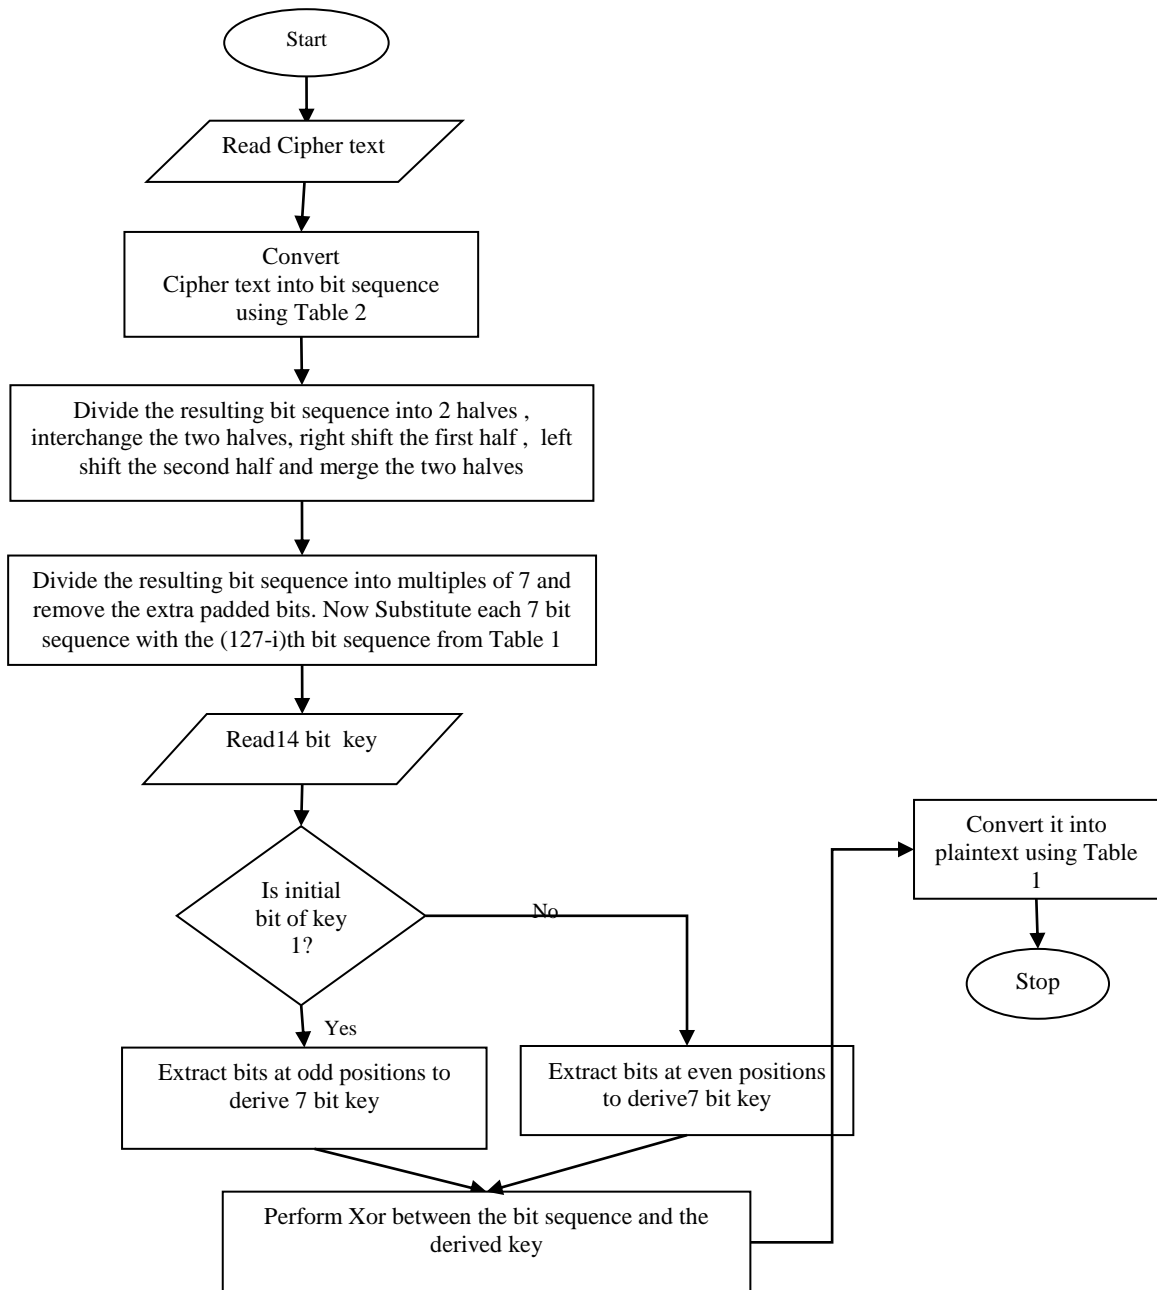 Start
Read Cipher text
Convert
Cipher text into bit sequence
using Table 2
Divide the resulting bit sequence into 2 halves ,
interchange the two halves, right shift the first half ,  left
shift the second half and merge the two halves
Divide the resulting bit sequence into multiples of 7 and
remove the extra padded bits. Now Substitute each 7 bit
sequence with the (127-i)th bit sequence from Table 1
Read14 bit  key
Is initial
bit of key
1?
No
Yes
Extract bits at odd positions to
derive 7 bit key
Extract bits at even positions
to derive7 bit key
Perform Xor between the bit sequence and the
derived key
Convert it into
plaintext using Table
1
Stop